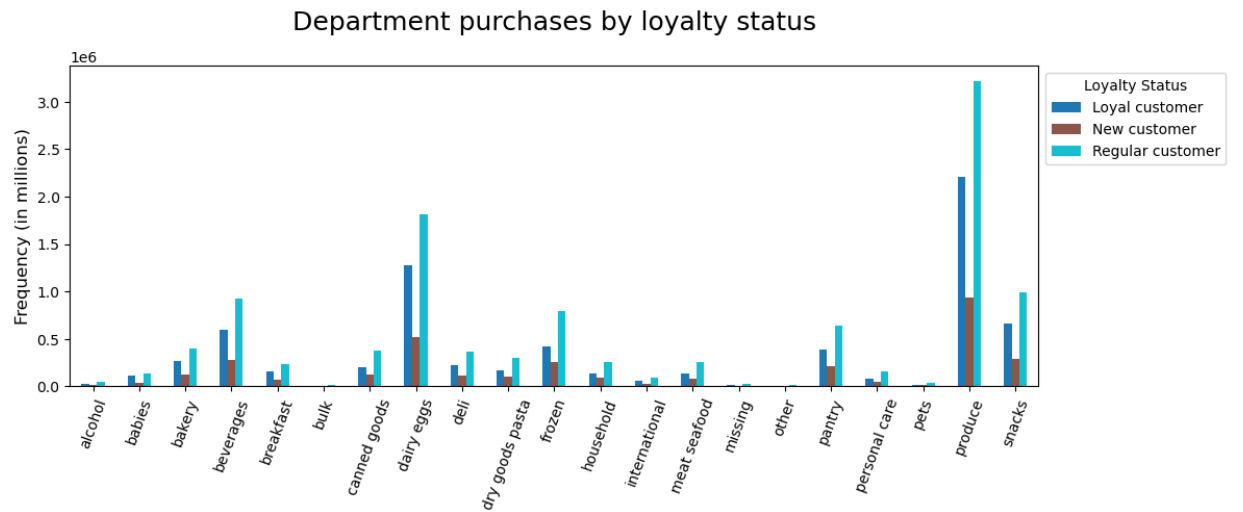 Department purchases by loyalty status
1e6
Frequency (in millions)
3.0
2.5
2.0
1.5
1.0
0.5
0.0
alcohol
babies
bakery
beverages
breakfast
bulk
canned goods
dairy eggs
deli
dry goods pasta
frozen
household
international
meat seafood
missing
other
pantry
personal care
pets
produce
snacks
Loyalty Status
Loyal customer
New customer
Regular customer